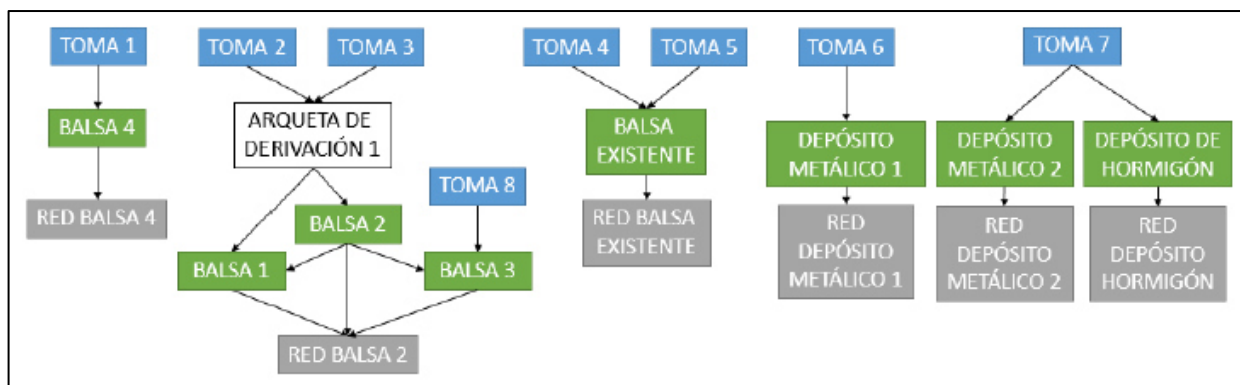 TOMA 1
BALSA 4
RED BALSA 4
TOMA 2
TOMA 3
ARQUETA DE
DERIVACIÓN 1
TOMA 8
BALSA 2
BALSA 1
BALSA 3
RED BALSA 2
TOMA 4
TOMA 5
BALSA
EXISTENTE
RED BALSA
EXISTENTE
TOMA 6
DEPÓSITO
METÁLICO 1
RED
DEPÓSITO
METÁLICO 1
TOMA 7
DEPÓSITO
METÁLICO 2
RED
DEPÓSITO
METÁLICO 2
DEPÓSITO DE
HORMIGÓN
RED
DEPÓSITO
HORMIGÓN